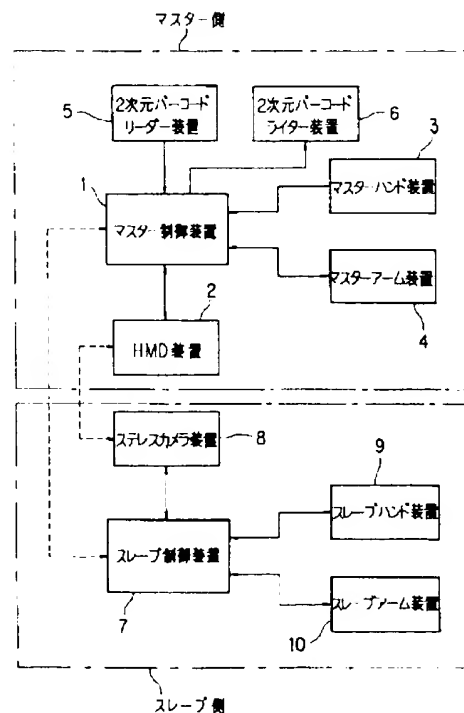 マスター側
2次元バーコード
リーダー装置
5
2次元バーコード
ライター装置
6
3
マスターハンド装置
1
マスター制御装置
マスターアーム装置
4
2
HMD装置
ステレスカメラ装置
8
9
スレーブハンド装置
スレーブ制御装置
7
スレブアーム装置
10
スレーブ側